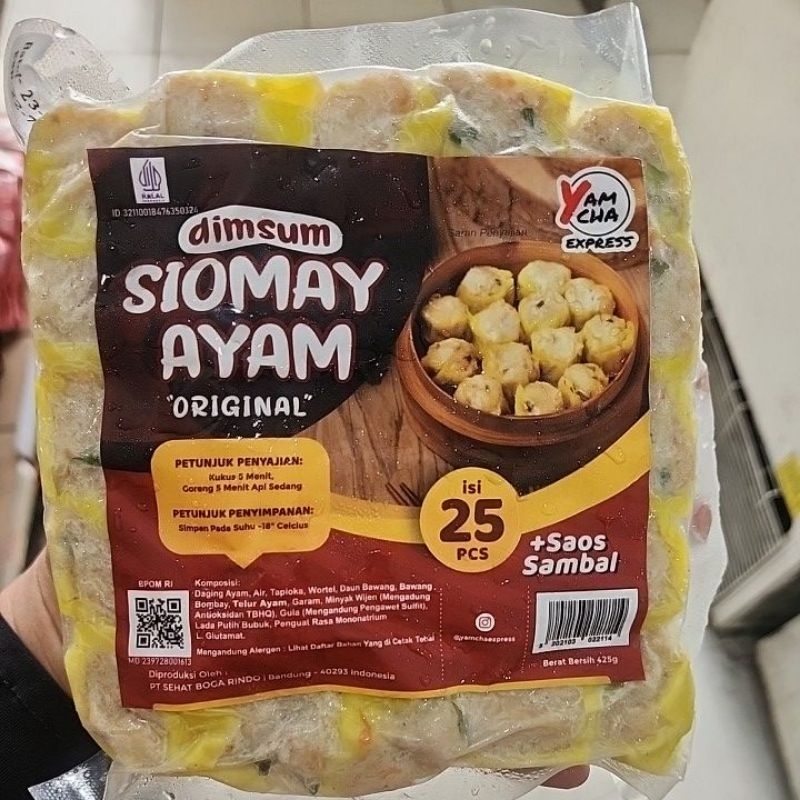 HALAL
INDONESIA
ID 32110018476350324
YAM
CHA
EXPRESS
Saran Penyajian
dimsum
SIOMAY
AYAM
"ORIGINAL"
PETUNJUK PENYAJIAN:
Kukus 5 Menit,
Goreng 5 Menit Api Sedang
PETUNJUK PENYIMPANAN:
Simpan Pada Suhu -18° Celcius
isi
25
PCS
+Saos
Sambal
BPOM RI
MD 239728001613
Komposisi:
Daging Ayam, Air, Tapioka, Wortel, Daun Bawang, Bawang
Bombay, Telur Ayam, Garam, Minyak Wijen (Mengadung
Antioksidan TBHQ), Gula (Mengandung Pengawet Sulfit),
Lada Putih Bubuk, Penguat Rasa Mononatrium
L. Glutamat.
Mengandung Alergen : Lihat Daftar Bahan Yang di Cetak Tebal
Diproduksi Oleh :
PT SEHAT BOGA RINDO | Bandung - 40293 Indonesia
@yamchaexpress
Berat Bersih 425g